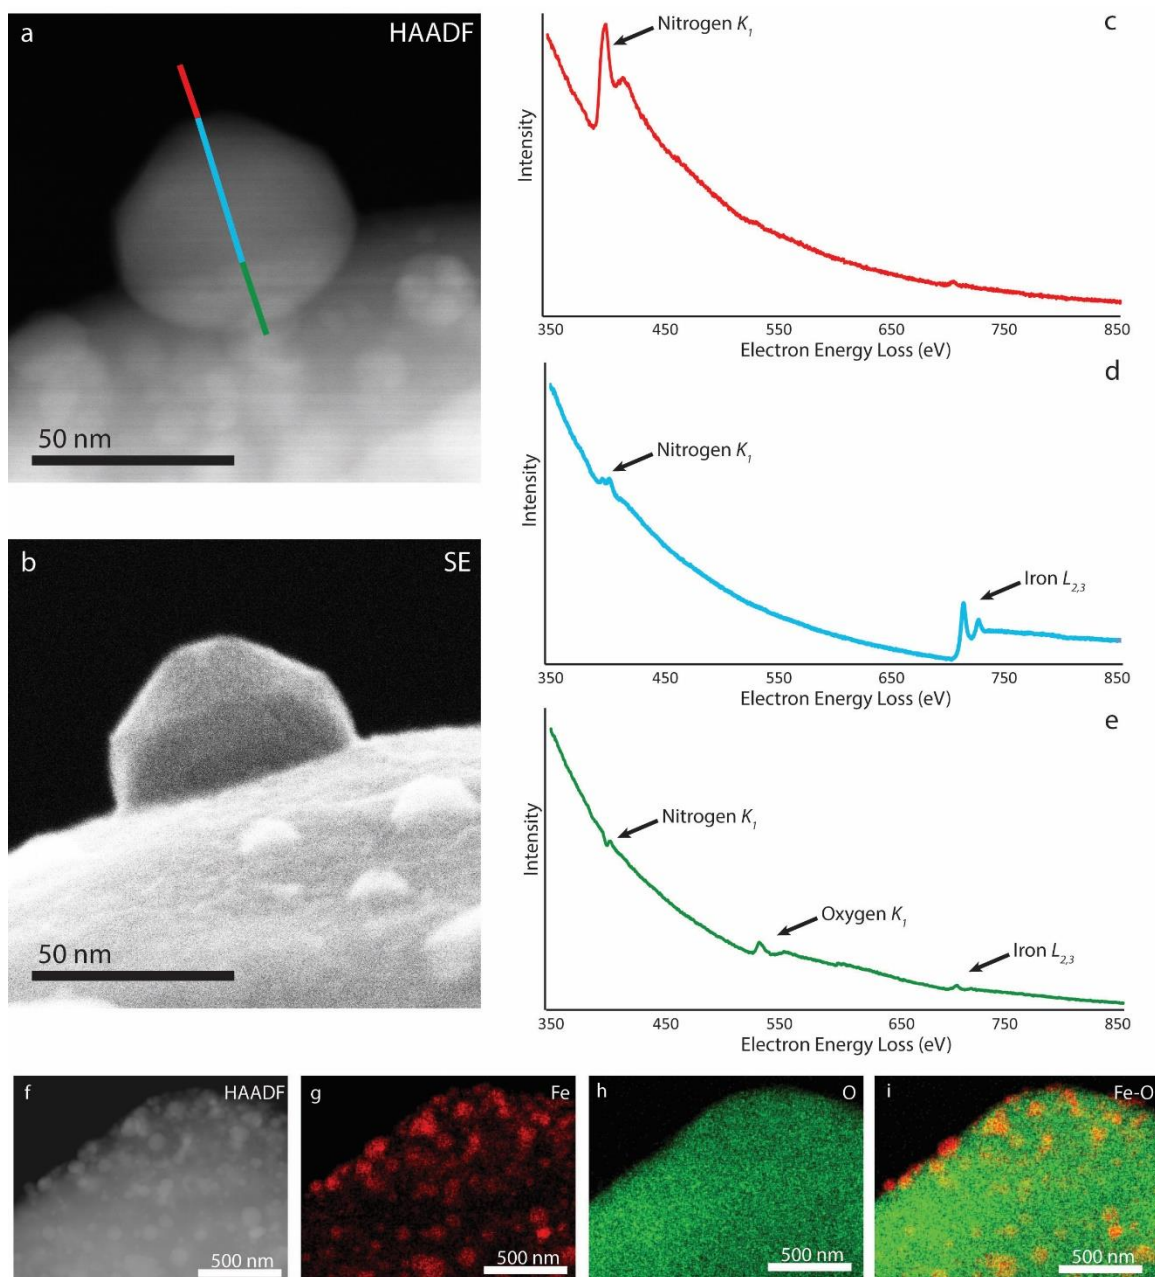 a
HAADF
50 nm
b
SE
50 nm
c
Nitrogen K1
Intensity
350 450 550 650 750 850
Electron Energy Loss (eV)
d
Nitrogen K1
Iron L2,3
Intensity
350 450 550 650 750 850
Electron Energy Loss (eV)
e
Nitrogen K1
Oxygen K1
Iron L2,3
Intensity
350 450 550 650 750 850
Electron Energy Loss (eV)
f HAADF
500 nm
g Fe
500 nm
h O
500 nm
i Fe-O
500 nm